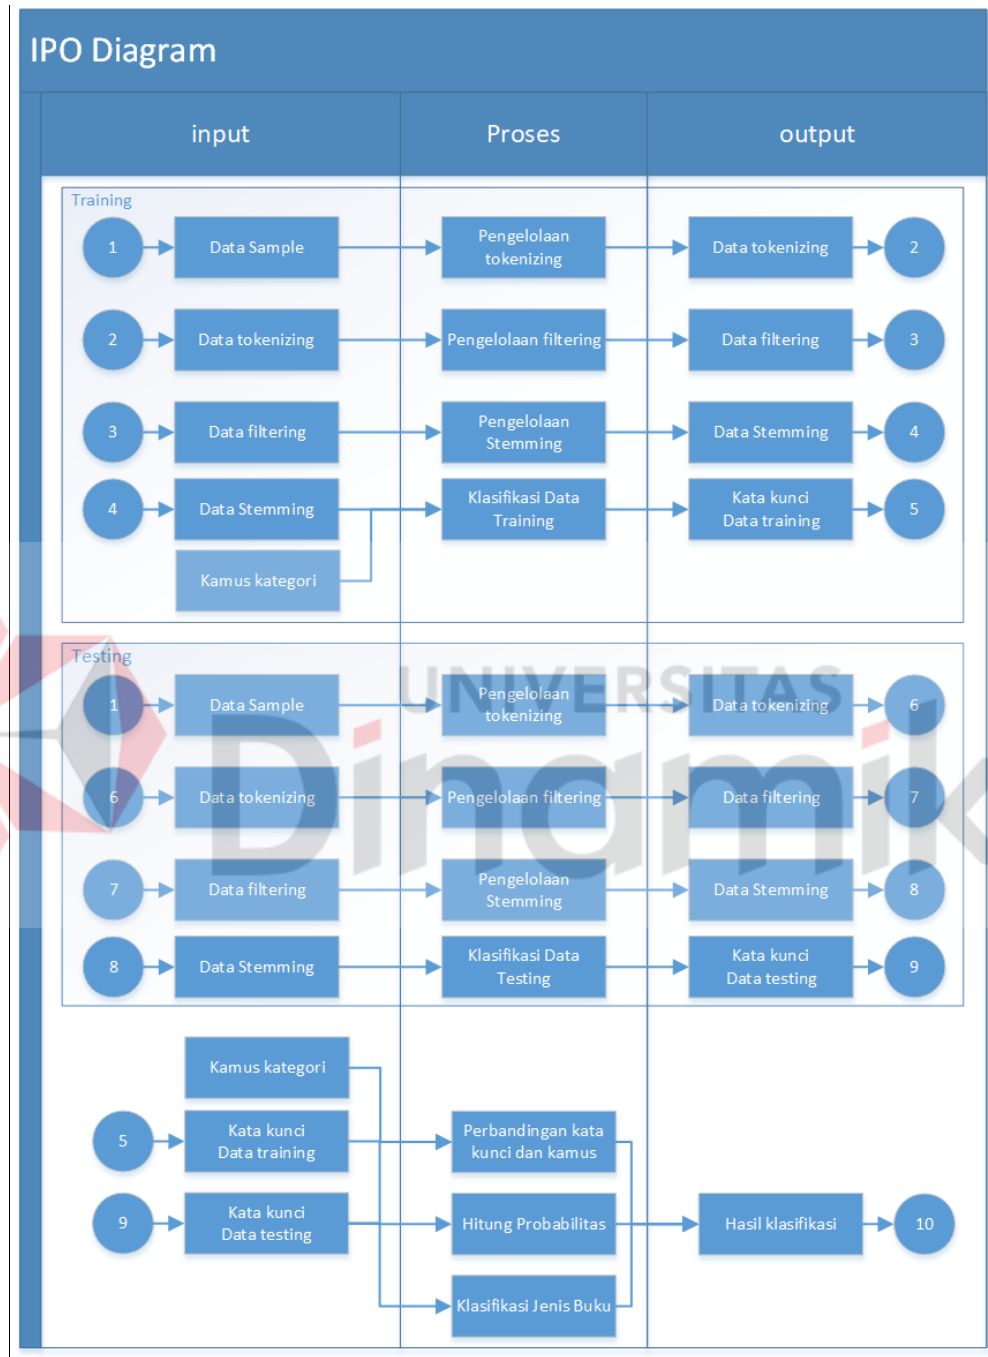 IPO Diagram
input
Proses
output
Training
1
Data Sample
Pengelolaan
tokenizing
Data tokenizing
2
2
Data tokenizing
Pengelolaan filtering
Data filtering
3
3
Data filtering
Pengelolaan
Stemming
Data Stemming
4
4
Data Stemming
Klasifikasi Data
Training
Kata kunci
Data training
5
Kamus kategori
Testing
UNIVERSITAS
Dinamika
1
Data Sample
Pengelolaan
tokenizing
Data tokenizing
6
6
Data tokenizing
Pengelolaan filtering
Data filtering
7
7
Data filtering
Pengelolaan
Stemming
Data Stemming
8
8
Data Stemming
Klasifikasi Data
Testing
Kata kunci
Data testing
9
Kamus kategori
5
Kata kunci
Data training
Perbandingan kata
kunci dan kamus
9
Kata kunci
Data testing
Hitung Probabilitas
Hasil klasifikasi
10
Klasifikasi Jenis Buku